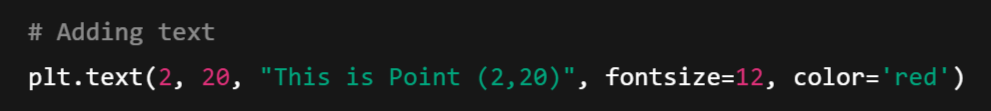 # Adding text
plt.text(2, 20, "This is Point (2,20)", fontsize=12, color='red')